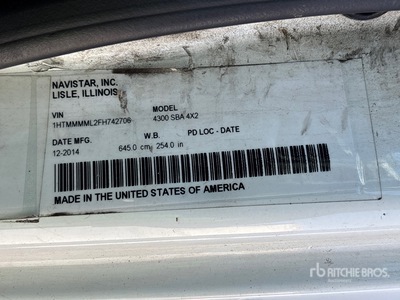 NAVISTAR, INC.
LISLE, ILLINOIS
VIN MODEL
1HTMMMML2FH742706 4300 SBA 4X2
DATE MFG. W.B. PD LOC - DATE
12-2014 645.0 cm 254.0 in
MADE IN THE UNITED STATES OF AMERICA
rb RITCHIE BROS.